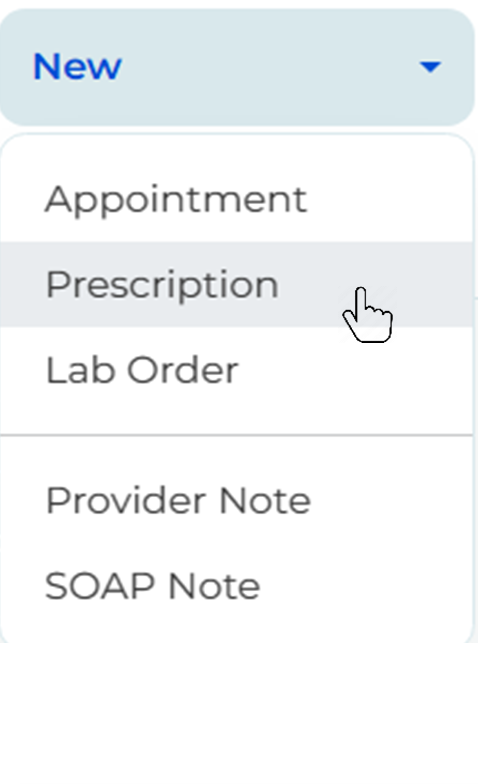 New
Appointment
Prescription
Lab Order
Provider Note
SOAP Note